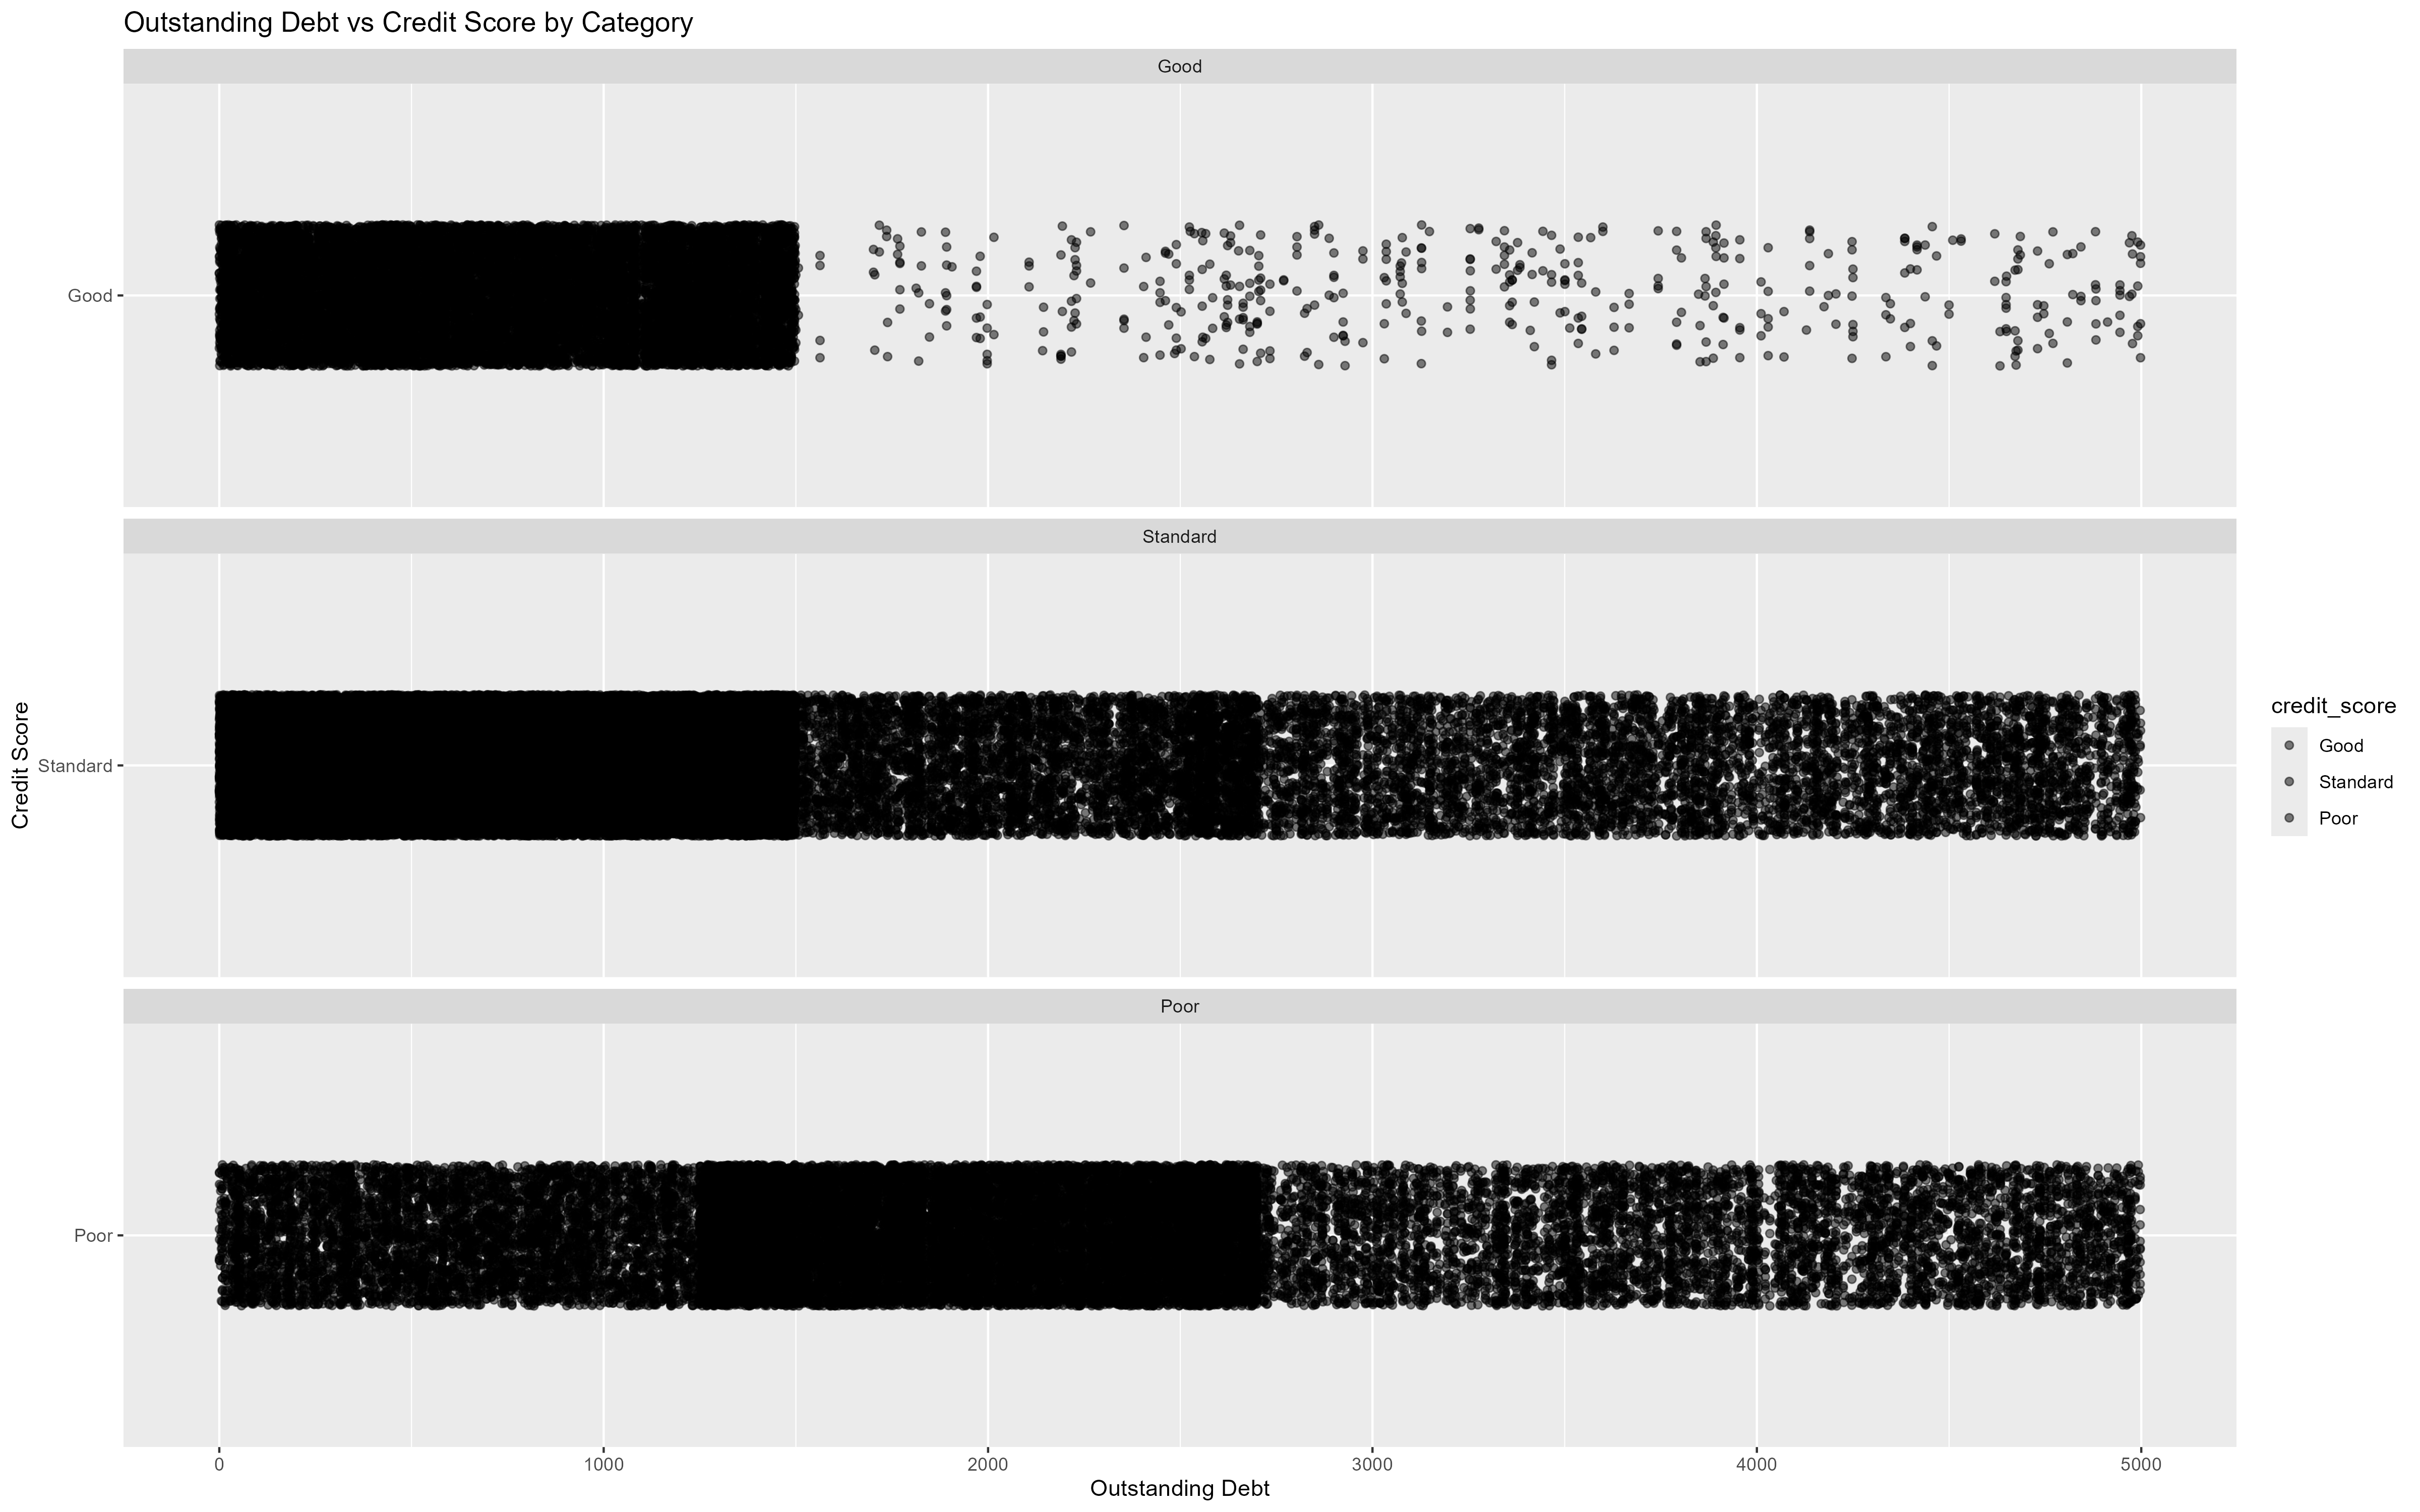 Outstanding Debt vs Credit Score by Category
Good
Good
Standard
Standard
Poor
Poor
0 1000 2000 3000 4000 5000
Outstanding Debt
Credit Score
credit_score
Good
Standard
Poor